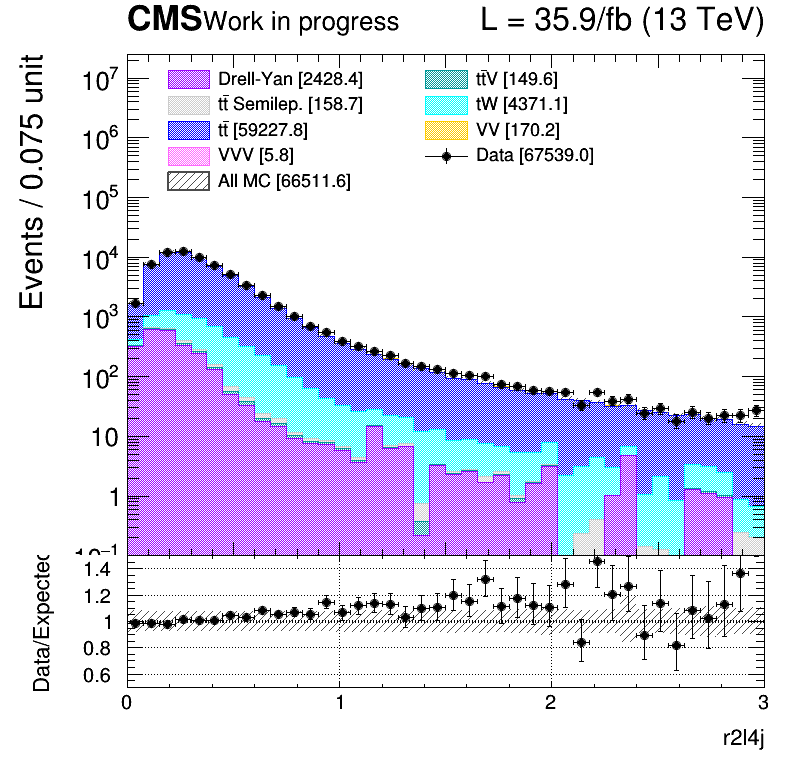 CMS Work in progress L = 35.9/fb (13 TeV)
Events / 0.075 unit
Drell-Yan [2428.4]
tt̄ Semilep. [158.7]
tt̄ [59227.8]
VVV [5.8]
All MC [66511.6]
tt̄V [149.6]
tW [4371.1]
VV [170.2]
Data [67539.0]
10⁷
10⁶
10⁵
10⁴
10³
10²
10
1
10⁻¹
Data/Expected
1.4
1.2
1
0.8
0.6
0 1 2 3
r2l4j